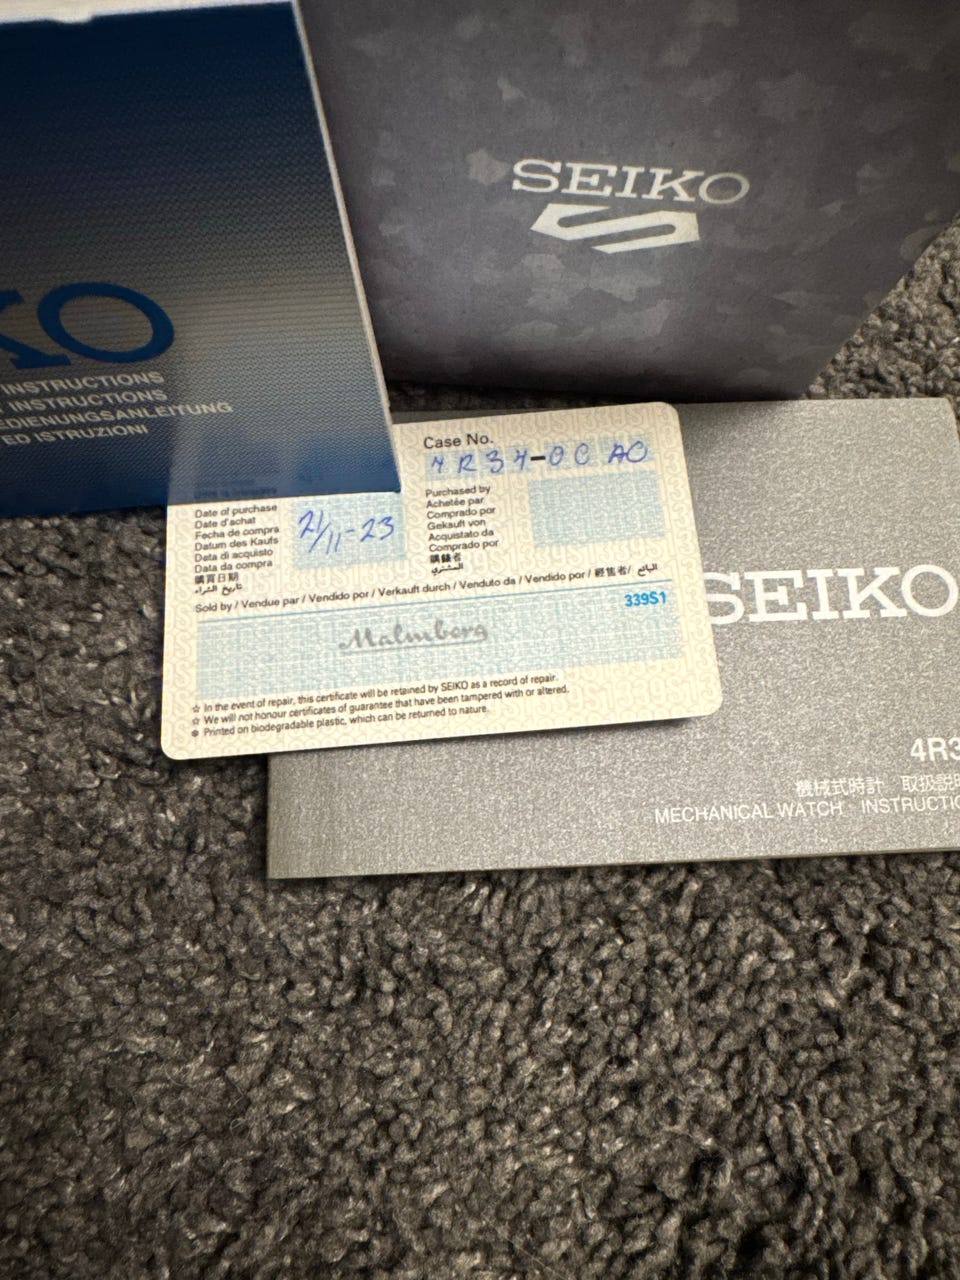 SEIKO
KO
INSTRUCTIONS
INSTRUCTIONS
EDIENUNGSANLEITUNG
ED ISTRUZIONI
Case No.
4R34-00A0
Date of purchase
Date d'achat
Fecha de compra
Datum des Kaufs
Data di acquisto
Data da compra
購買日期
تاريخ الشراء
21/11-23
Purchased by
Achetée par
Comprado por
Gekauft von
Acquistato da
Comprado por
購錶者
المشتري
Sold by / Vendue par / Vendido por / Verkauft durch / Venduto da / Vendido por / 經售者/ البائع
339S1
Malmberg
☆ In the event of repair, this certificate will be retained by SEIKO as a record of repair.
☆ We will not honour certificates of guarantee that have been tampered with or altered.
※ Printed on biodegradable plastic, which can be returned to nature.
SEIKO
4R3
機械式時計 取扱説明
MECHANICAL WATCH INSTRUCTIO